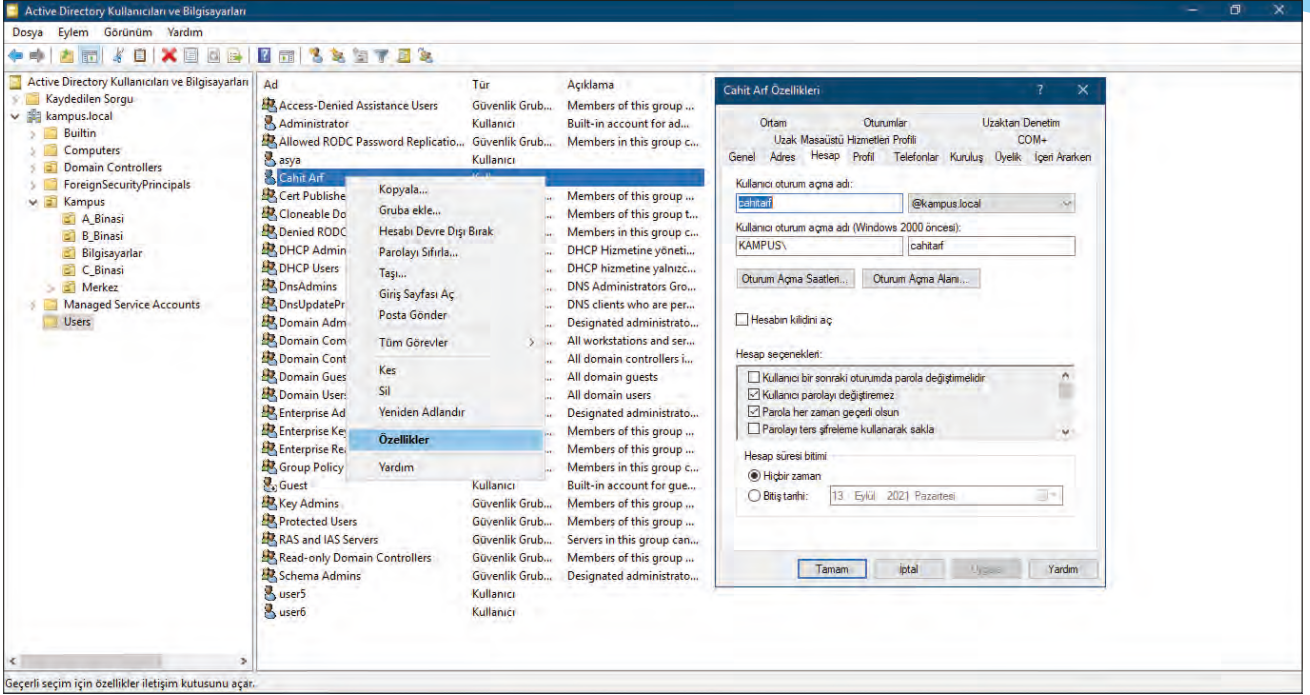 Active Directory Kullanıcıları ve Bilgisayarları
Dosya Eylem Görünüm Yardım
Active Directory Kullanıcıları ve Bilgisayarları
Kaydedilen Sorgu
kampus.local
Builtin
Computers
Domain Controllers
ForeignSecurityPrincipals
Kampus
A_Binasi
B_Binasi
Bilgisayarlar
C_Binasi
Merkez
Managed Service Accounts
Users
Ad Tür Açıklama
Access-Denied Assistance Users Güvenlik Grub... Members of this group ...
Administrator Kullanıcı Built-in account for ad...
Allowed RODC Password Replicatio... Güvenlik Grub... Members in this group c...
asya Kullanıcı
Cahit Arf
Cert Publishe ... Members of this group ...
Cloneable Do ... Members of this group t...
Denied RODC ... Members in this group c...
DHCP Admin ... DHCP Hizmetine yöneti...
DHCP Users ... DHCP hizmetine yalnızc...
DnsAdmins ... DNS Administrators Gro...
DnsUpdatePr ... DNS clients who are per...
Domain Adm ... Designated administrato...
Domain Com ... All workstations and ser...
Domain Cont ... All domain controllers i...
Domain Gues ... All domain guests
Domain User ... All domain users
Enterprise Ad ... Designated administrato...
Enterprise Key ... Members of this group ...
Enterprise Re ... Members of this group ...
Group Policy ... Members in this group c...
Guest Kullanıcı Built-in account for gue...
Key Admins Güvenlik Grub... Members of this group ...
Protected Users Güvenlik Grub... Members of this group ...
RAS and IAS Servers Güvenlik Grub... Servers in this group can...
Read-only Domain Controllers Güvenlik Grub... Members of this group ...
Schema Admins Güvenlik Grub... Designated administrato...
user5 Kullanıcı
user6 Kullanıcı
Kopyala...
Gruba ekle...
Hesabı Devre Dışı Bırak
Parolayı Sıfırla...
Taşı...
Giriş Sayfası Aç
Posta Gönder
Tüm Görevler
Kes
Sil
Yeniden Adlandır
Özellikler
Yardım
Cahit Arf Özellikleri ?
Ortam Oturumlar Uzaktan Denetim
Uzak Masaüstü Hizmetleri Profili COM+
Genel Adres Hesap Profil Telefonlar Kuruluş Üyelik İçeri Ararken
Kullanıcı oturum açma adı:
cahitarf @kampus.local
Kullanıcı oturum açma adı (Windows 2000 öncesi):
KAMPUS\ cahitarf
Oturum Açma Saatleri... Oturum Açma Alanı...
Hesabın kilidini aç
Hesap seçenekleri:
Kullanıcı bir sonraki oturumda parola değiştirmelidir
Kullanıcı parolayı değiştiremez
Parola her zaman geçerli olsun
Parolayı ters şifreleme kullanarak sakla
Hesap süresi bitimi
Hiçbir zaman
Bitiş tarihi: 13 Eylül 2021 Pazartesi
Tamam İptal Uygula Yardım
Geçerli seçim için özellikler iletişim kutusunu açar.